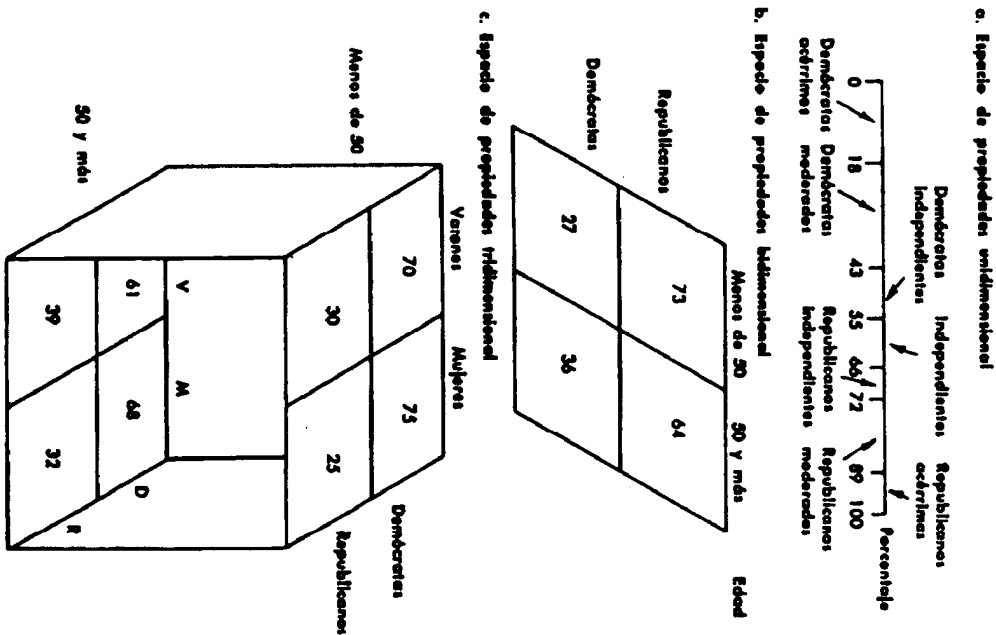 a. Espacio de propiedades unidimensional
Demócratas Independientes Republicanos
independientes acérrimos
0 18 43 55 66 72 89 100 Porcentaje
Demócratas Demócratas Republicanos Republicanos
acérrimos moderados independientes moderados
b. Espacio de propiedades bidimensional
Menos de 50 50 y más Edad
Republicanos 73 64
Demócratas 27 36
c. Espacio de propiedades tridimensional
Varones Mujeres
Menos de 50 70 75 Demócratas
30 25 Republicanos
V M
50 y más 61 68 D
39 32 R